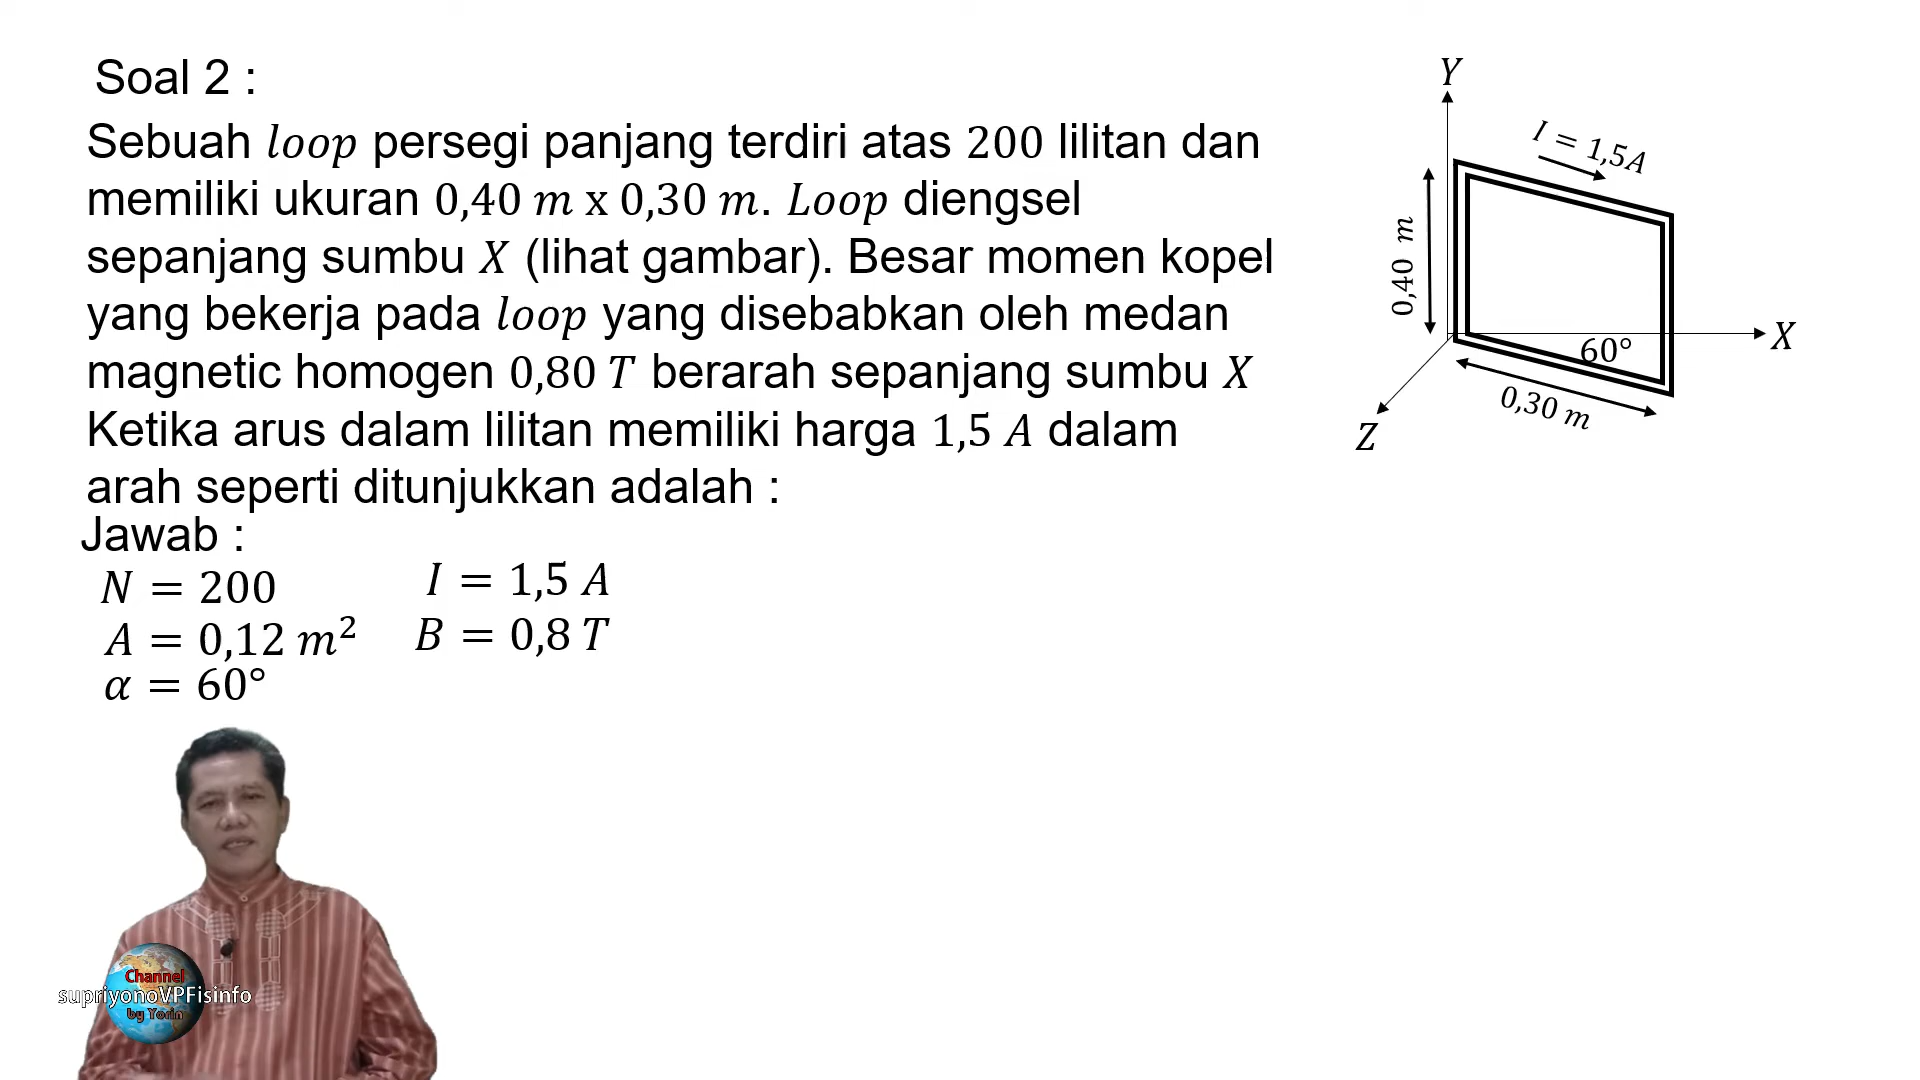 Soal 2 :
Sebuah loop persegi panjang terdiri atas 200 lilitan dan
memiliki ukuran 0,40 m x 0,30 m. Loop diengsel
sepanjang sumbu X (lihat gambar). Besar momen kopel
yang bekerja pada loop yang disebabkan oleh medan
magnetic homogen 0,80 T berarah sepanjang sumbu X
Ketika arus dalam lilitan memiliki harga 1,5 A dalam
arah seperti ditunjukkan adalah :
Jawab :
N = 200
A = 0,12 m²
α = 60°
I = 1,5 A
B = 0,8 T
Y
I = 1,5A
0,40 m
60°
X
0,30 m
Z
Channel
supriyonoVPFisinfo
by Yorin